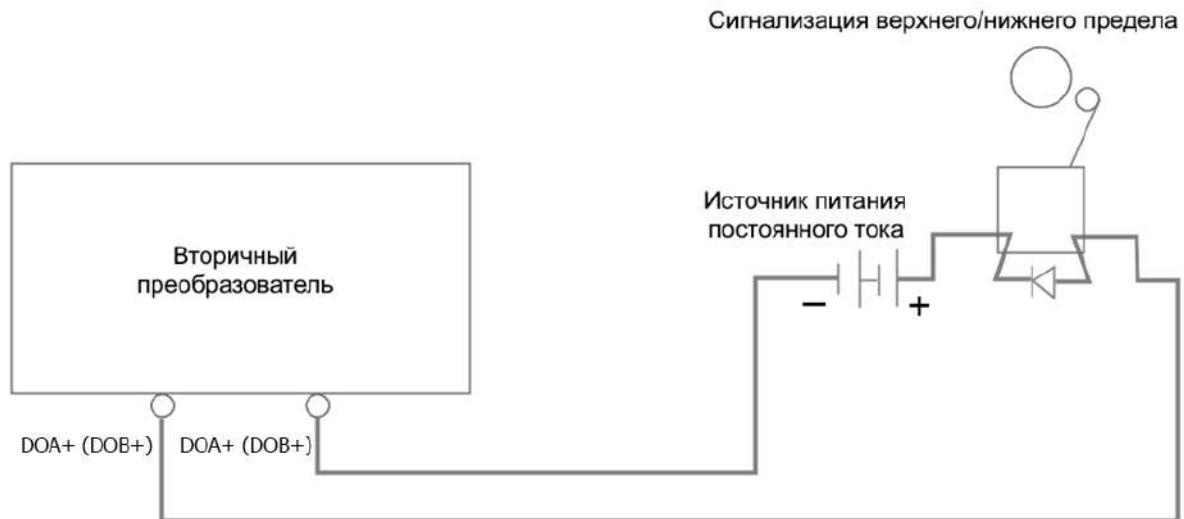 Сигнализация верхнего/нижнего предела
Источник питания
постоянного тока
Вторичный
преобразователь
− +
DOA+ (DOB+) DOA+ (DOB+)